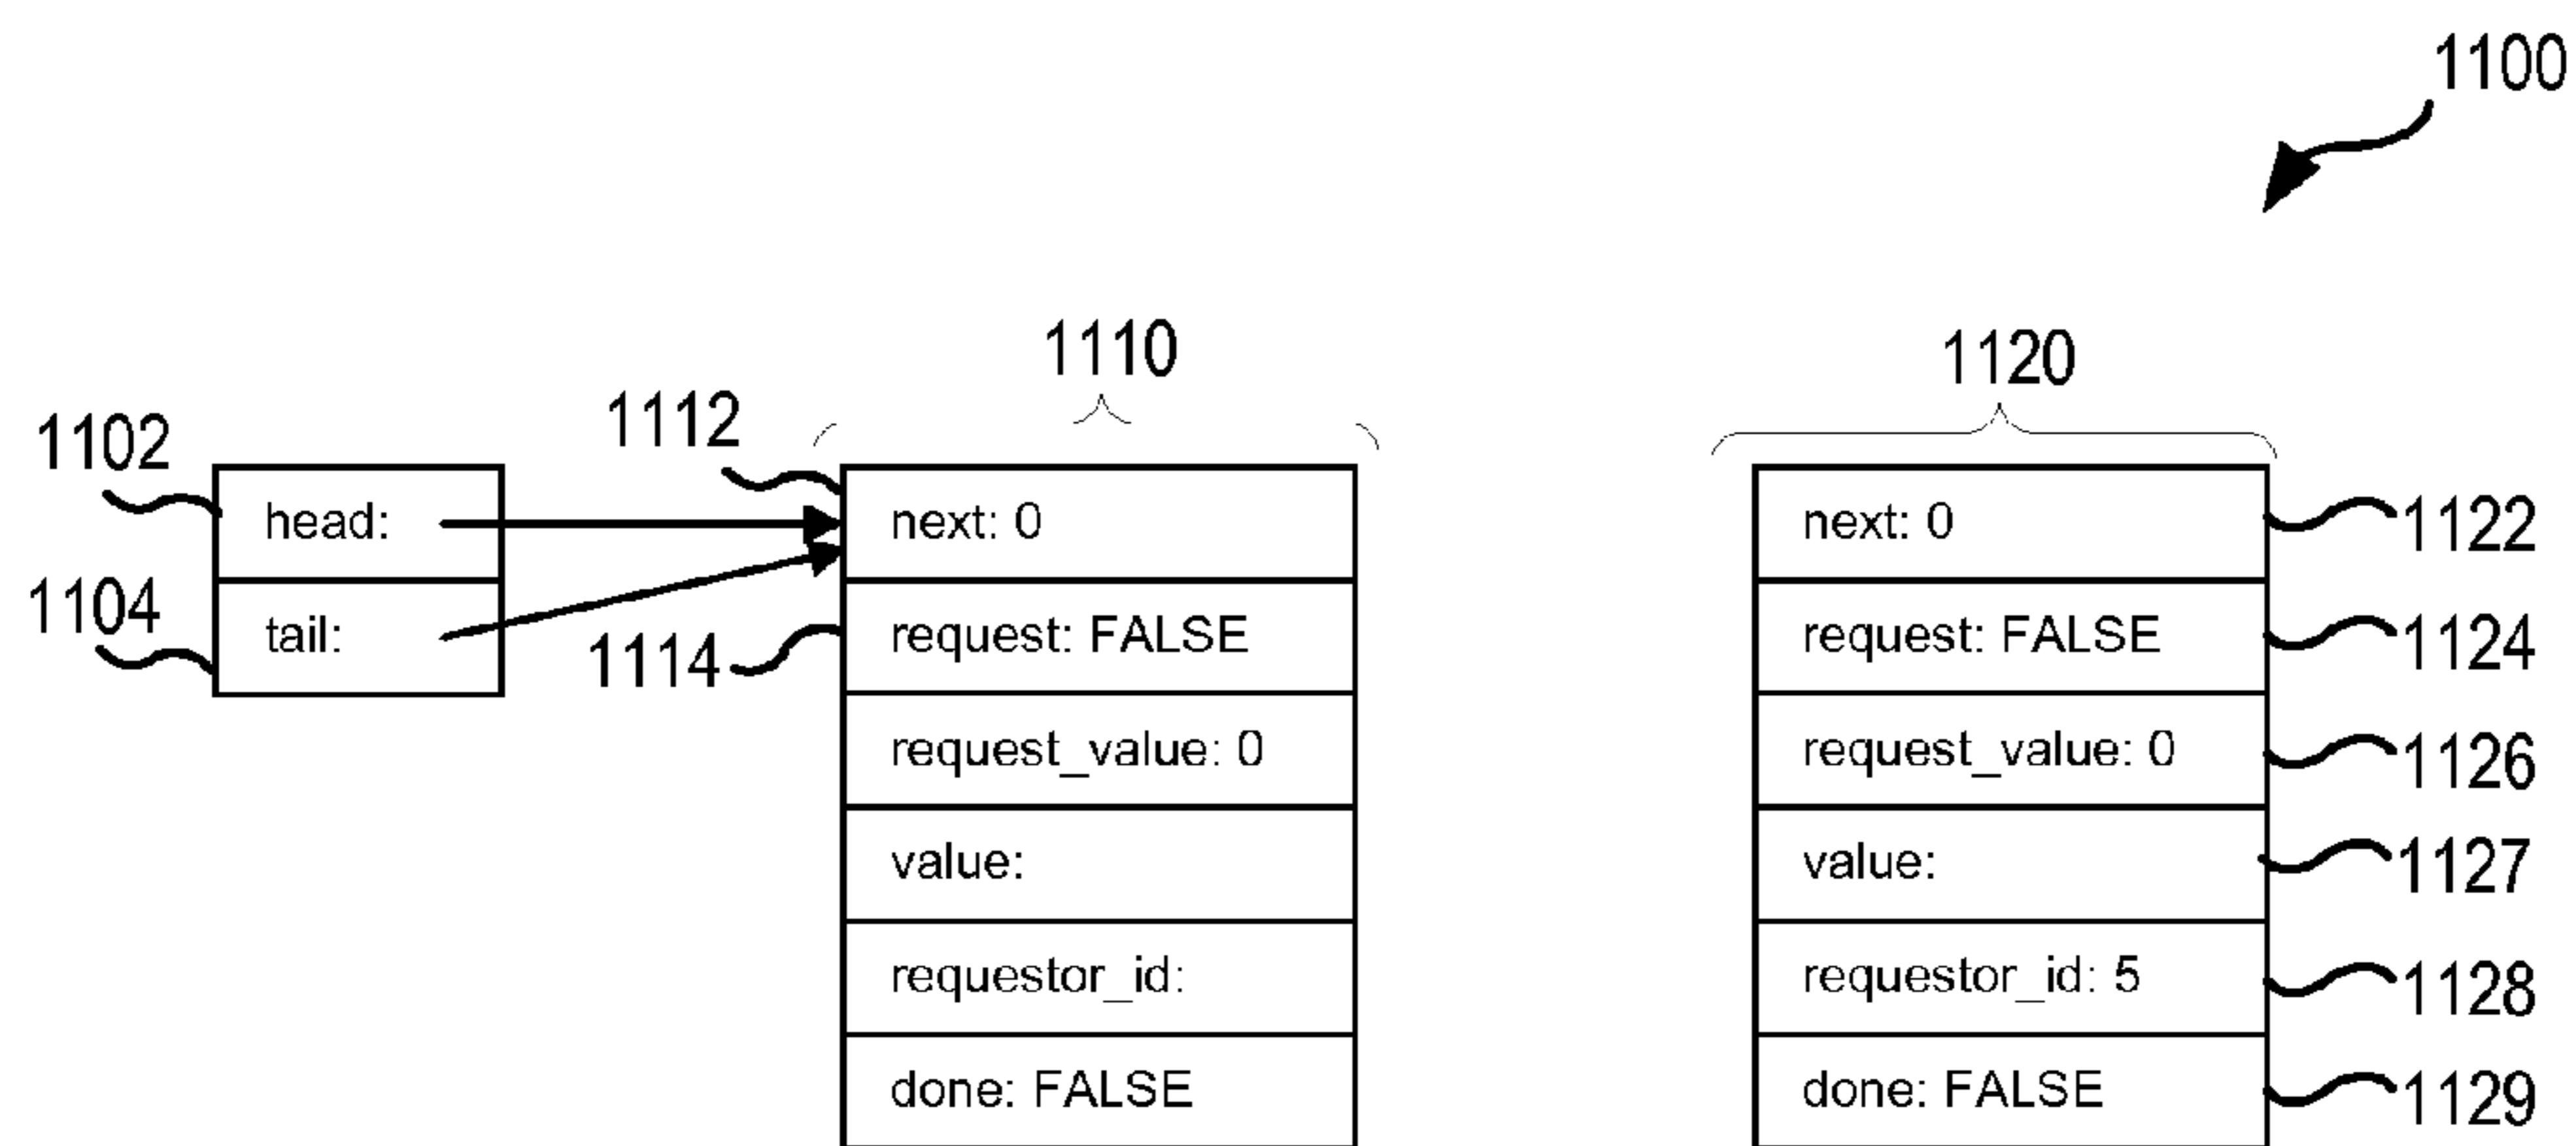 1100
1110
1120
1112
1102
head:
next: 0
next: 0
1122
1104
tail:
1114
request: FALSE
request: FALSE
1124
request_value: 0
request_value: 0
1126
value:
value:
1127
requestor_id:
requestor_id: 5
1128
done: FALSE
done: FALSE
1129